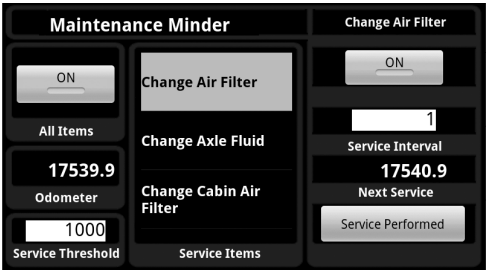 Maintenance Minder
Change Air Filter
ON
All Items
17539.9
Odometer
1000
Service Threshold
Change Air Filter
Change Axle Fluid
Change Cabin Air
Filter
Service Items
ON
1
Service Interval
17540.9
Next Service
Service Performed